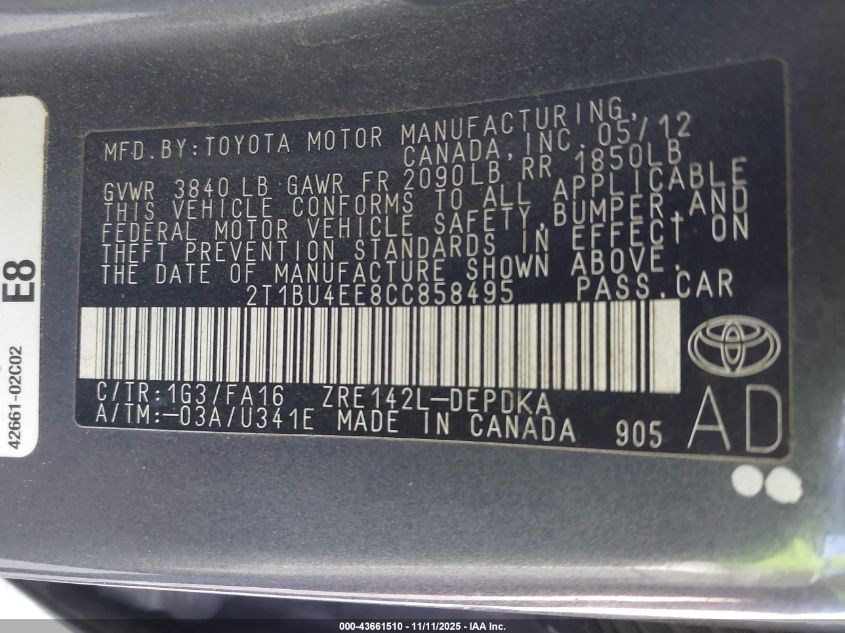 MFD.BY:TOYOTA MOTOR MANUFACTURING,
CANADA, INC. 05/12
GVWR 3840 LB GAWR FR 2090LB RR 1850LB
THIS VEHICLE CONFORMS TO ALL APPLICABLE
FEDERAL MOTOR VEHICLE SAFETY, BUMPER, AND
THEFT PREVENTION STANDARDS IN EFFECT ON
THE DATE OF MANUFACTURE SHOWN ABOVE.
2T1BU4EE8CC858495 PASS.CAR
C/TR:1G3/FA16 ZRE142L-DEPDKA
A/TM:-03A/U341E MADE IN CANADA 905 AD
E8
42661-02C02
000-43661510 - 11/11/2025 - IAA Inc.